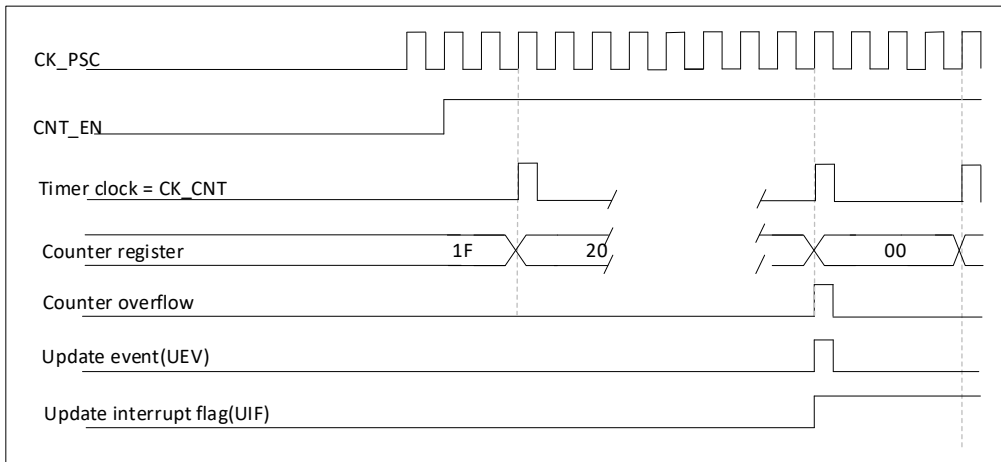 CK_PSC
CNT_EN
Timer clock = CK_CNT
Counter register 1F 20 00
Counter overflow
Update event(UEV)
Update interrupt flag(UIF)